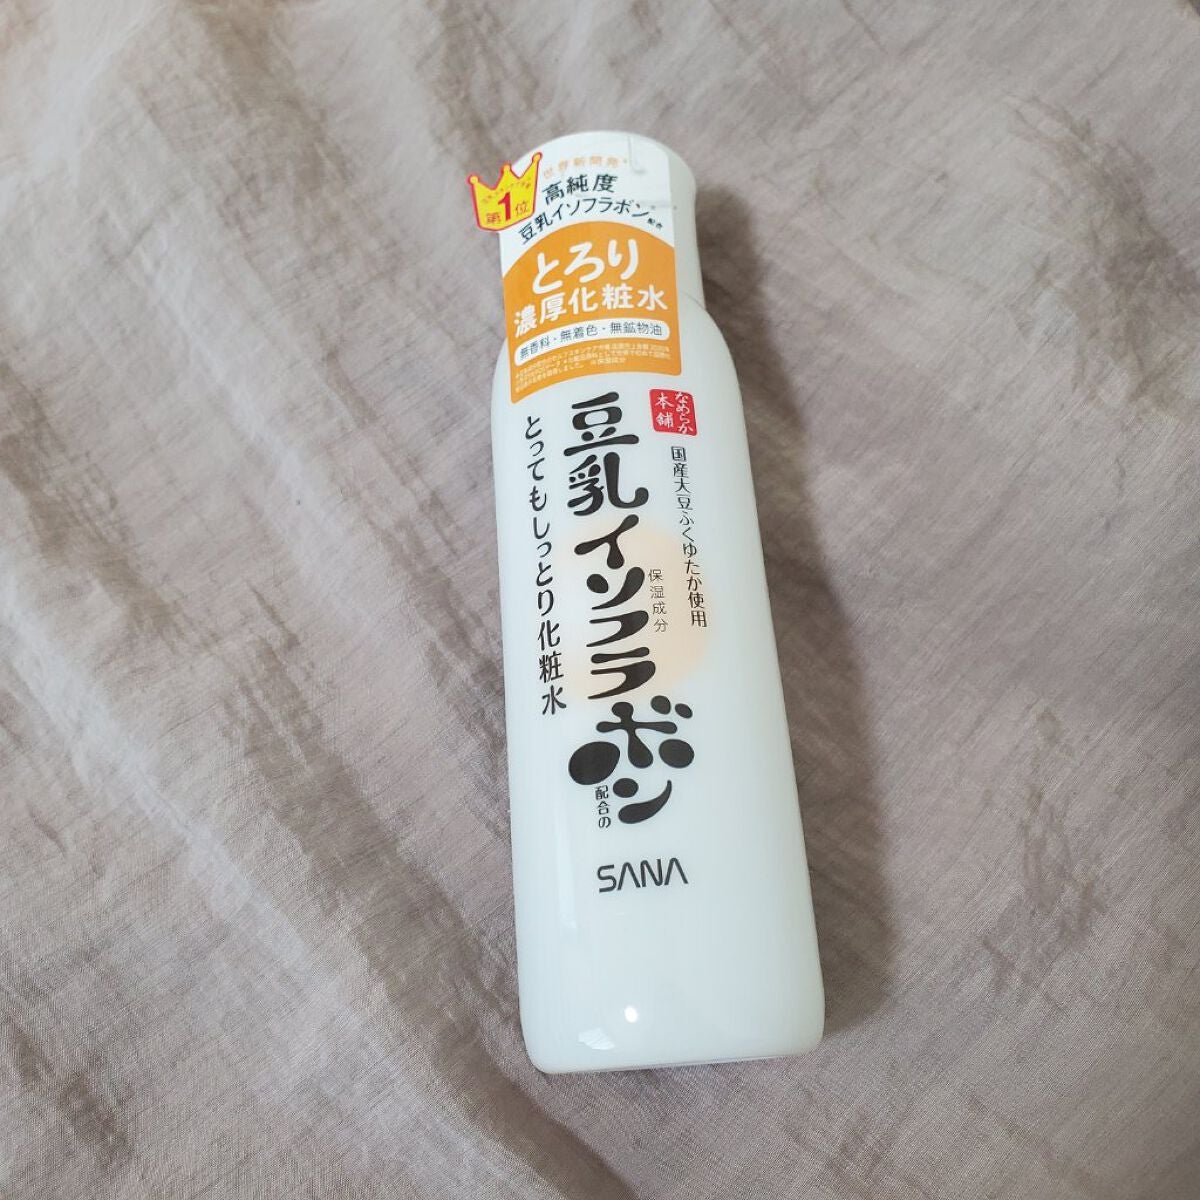 世界新開発*
高純度
豆乳イソフラボン配合
第1位
とろり
濃厚化粧水
無香料・無着色・無鉱物油
なめらか
本舗
国産大豆ふくゆたか使用
保湿成分
豆乳イソフラボン
配合の
とってもしっとり化粧水
SANA